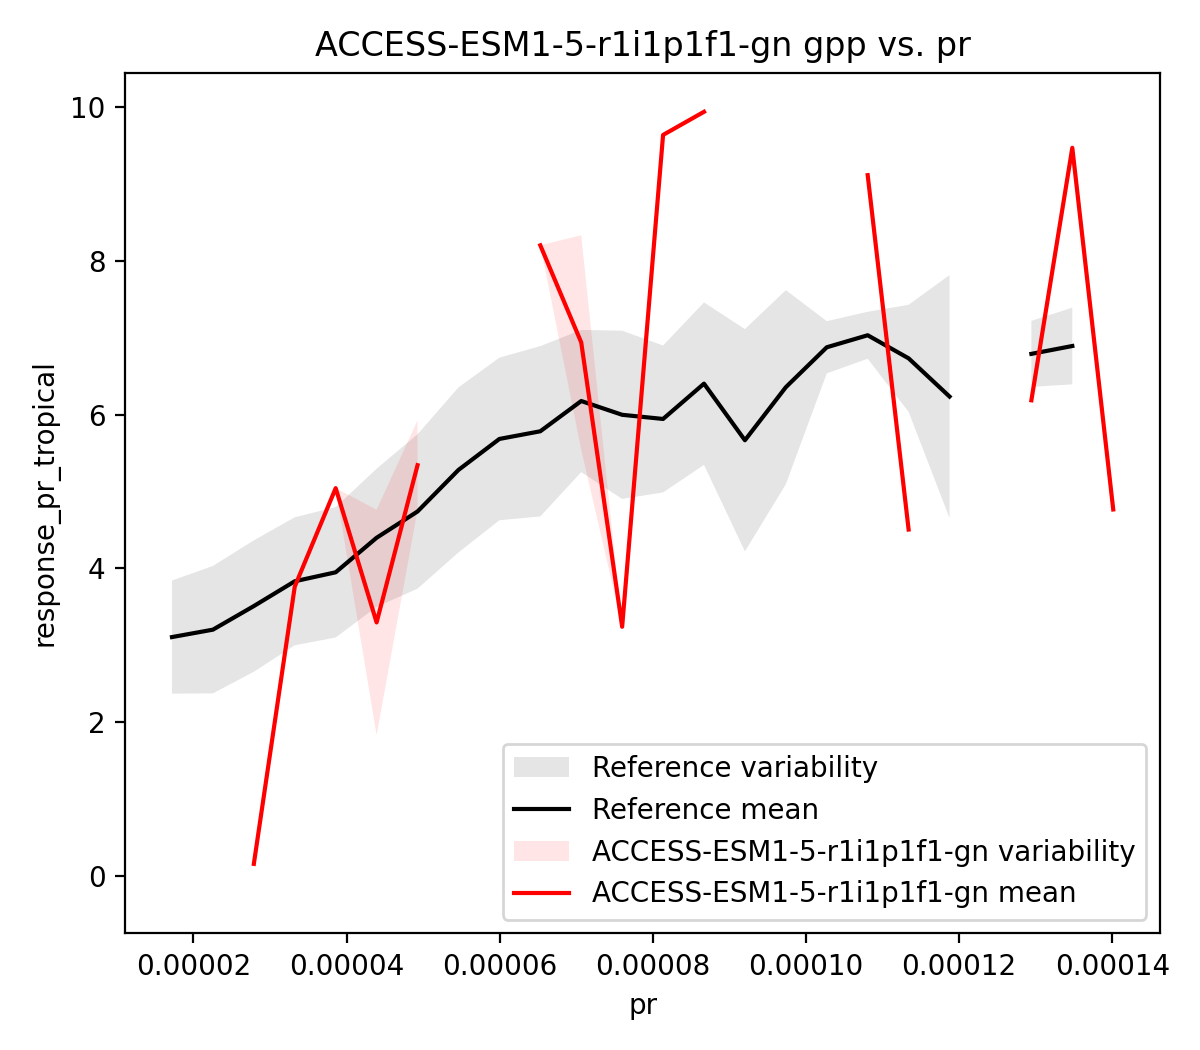 ACCESS-ESM1-5-r1i1p1f1-gn gpp vs. pr
10
8
6
4
2
0
response_pr_tropical
Reference variability
Reference mean
ACCESS-ESM1-5-r1i1p1f1-gn variability
ACCESS-ESM1-5-r1i1p1f1-gn mean
0.00002 0.00004 0.00006 0.00008 0.00010 0.00012 0.00014
pr